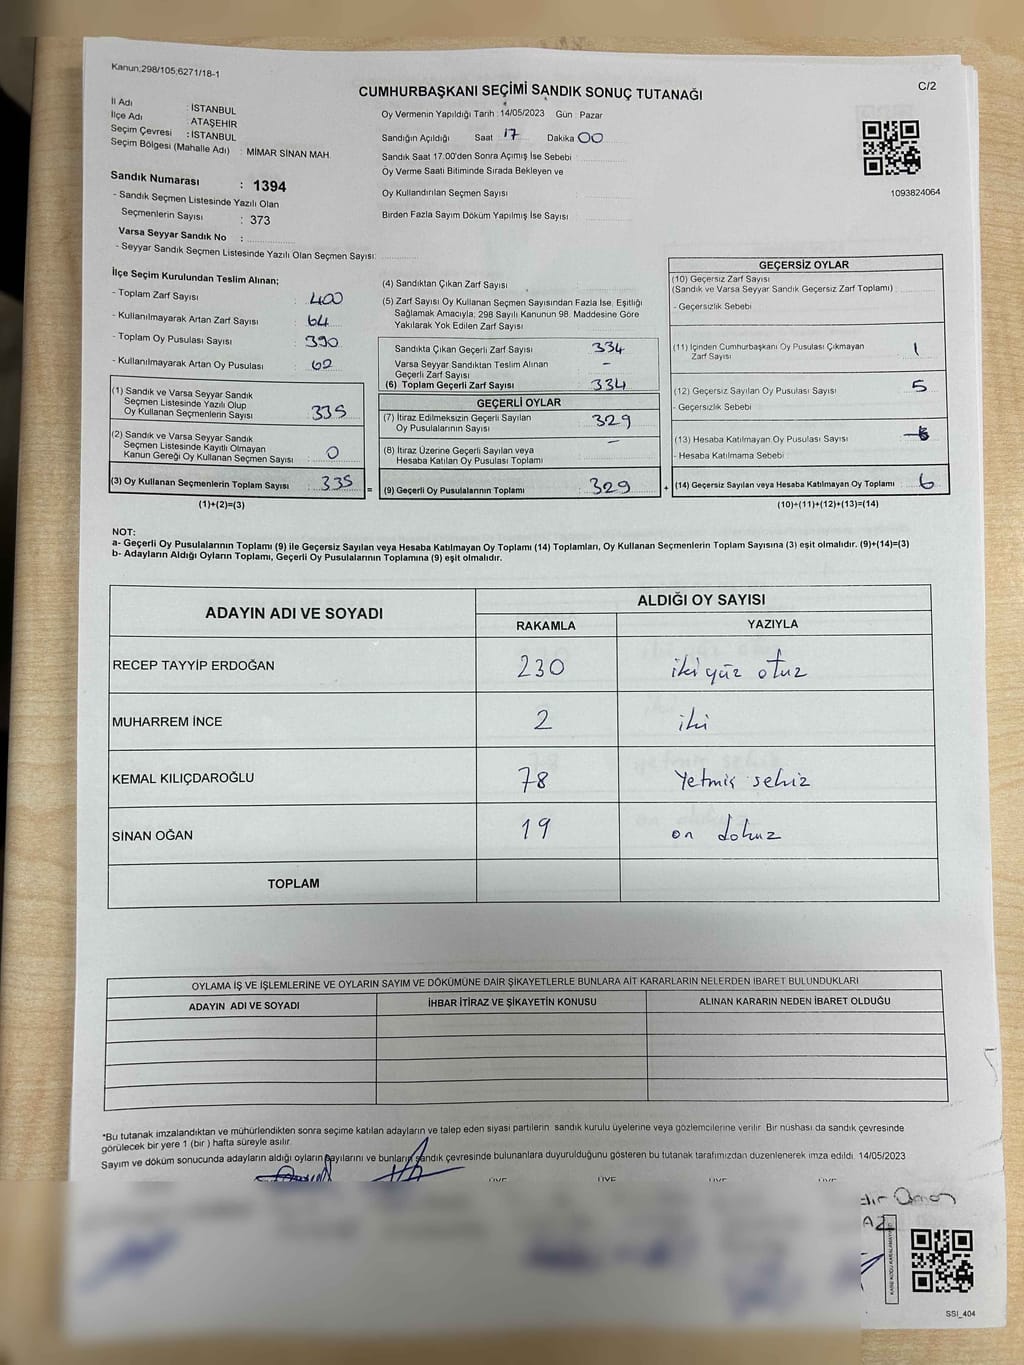 Kanun;298/105;6271/18-1
C/2
CUMHURBAŞKANI SEÇİMİ SANDIK SONUÇ TUTANAĞI
İl Adı : İSTANBUL
İlçe Adı : ATAŞEHİR
Seçim Çevresi : İSTANBUL
Seçim Bölgesi (Mahalle Adı) : MİMAR SİNAN MAH.
Sandık Numarası : 1394
- Sandık Seçmen Listesinde Yazılı Olan
Seçmenlerin Sayısı : 373
Varsa Seyyar Sandık No :
- Seyyar Sandık Seçmen Listesinde Yazılı Olan Seçmen Sayısı:
Oy Vermenin Yapıldığı Tarih : 14/05/2023 Gün : Pazar
Sandığın Açıldığı Saat 17 Dakika 00
Sandık Saat 17:00'den Sonra Açımış İse Sebebi :
Oy Verme Saati Bitiminde Sırada Bekleyen ve
Oy Kullandırılan Seçmen Sayısı :
Birden Fazla Sayım Döküm Yapılmış İse Sayısı :
1093824064
İlçe Seçim Kurulundan Teslim Alınan;
- Toplam Zarf Sayısı : 400
- Kullanılmayarak Artan Zarf Sayısı : 64
- Toplam Oy Pusulası Sayısı : 390
- Kullanılmayarak Artan Oy Pusulası : 62
(1) Sandık ve Varsa Seyyar Sandık
Seçmen Listesinde Yazılı Olup
Oy Kullanan Seçmenlerin Sayısı : 335
(2) Sandık ve Varsa Seyyar Sandık
Seçmen Listesinde Kayıtlı Olmayan
Kanun Gereği Oy Kullanan Seçmen Sayısı : 0
(3) Oy Kullanan Seçmenlerin Toplam Sayısı : 335 =
(1)+(2)=(3)
(4) Sandıktan Çıkan Zarf Sayısı :
(5) Zarf Sayısı Oy Kullanan Seçmen Sayısından Fazla İse, Eşitliği
Sağlamak Amacıyla; 298 Sayılı Kanunun 98. Maddesine Göre
Yakılarak Yok Edilen Zarf Sayısı :
Sandıkta Çıkan Geçerli Zarf Sayısı : 334
Varsa Seyyar Sandıktan Teslim Alınan
Geçerli Zarf Sayısı : -
(6) Toplam Geçerli Zarf Sayısı : 334
GEÇERLİ OYLAR
(7) İtiraz Edilmeksizin Geçerli Sayılan
Oy Pusulalarının Sayısı : 329
(8) İtiraz Üzerine Geçerli Sayılan veya
Hesaba Katılan Oy Pusulası Toplamı : -
(9) Geçerli Oy Pusulalarının Toplamı : 329 +
GEÇERSİZ OYLAR
(10) Geçersiz Zarf Sayısı
(Sandık ve Varsa Seyyar Sandık Geçersiz Zarf Toplamı) :
- Geçersizlik Sebebi
(11) İçinden Cumhurbaşkanı Oy Pusulası Çıkmayan
Zarf Sayısı : 1
(12) Geçersiz Sayılan Oy Pusulası Sayısı : 5
- Geçersizlik Sebebi
(13) Hesaba Katılmayan Oy Pusulası Sayısı :
- Hesaba Katılmama Sebebi
(14) Geçersiz Sayılan veya Hesaba Katılmayan Oy Toplamı : 6
(10)+(11)+(12)+(13)=(14)
NOT:
a- Geçerli Oy Pusulalarının Toplamı (9) ile Geçersiz Sayılan veya Hesaba Katılmayan Oy Toplamı (14) Toplamları, Oy Kullanan Seçmenlerin Toplam Sayısına (3) eşit olmalıdır. (9)+(14)=(3)
b- Adayların Aldığı Oyların Toplamı, Geçerli Oy Pusulalarının Toplamına (9) eşit olmalıdır.
ADAYIN ADI VE SOYADI ALDIĞI OY SAYISI
RAKAMLA YAZIYLA
RECEP TAYYİP ERDOĞAN 230 iki yüz otuz
MUHARREM İNCE 2 iki
KEMAL KILIÇDAROĞLU 78 Yetmiş sekiz
SİNAN OĞAN 19 on dokuz
TOPLAM
OYLAMA İŞ VE İŞLEMLERİNE VE OYLARIN SAYIM VE DÖKÜMÜNE DAİR ŞİKAYETLERLE BUNLARA AİT KARARLARIN NELERDEN İBARET BULUNDUKLARI
ADAYIN ADI VE SOYADI İHBAR İTİRAZ VE ŞİKAYETİN KONUSU ALINAN KARARIN NEDEN İBARET OLDUĞU
*Bu tutanak imzalandıktan ve mühürlendikten sonra seçime katılan adayların ve talep eden siyasi partilerin sandık kurulu üyelerine veya gözlemcilerine verilir. Bir nüshası da sandık çevresinde
görülecek bir yere 1 (bir ) hafta süreyle asılır.
Sayım ve döküm sonucunda adayların aldığı oyların sayılarını ve bunların sandık çevresinde bulunanlara duyurulduğunu gösteren bu tutanak tarafımızdan düzenlenerek imza edildi. 14/05/2023
ÜYE ÜYE ÜYE ÜYE
SSI_404